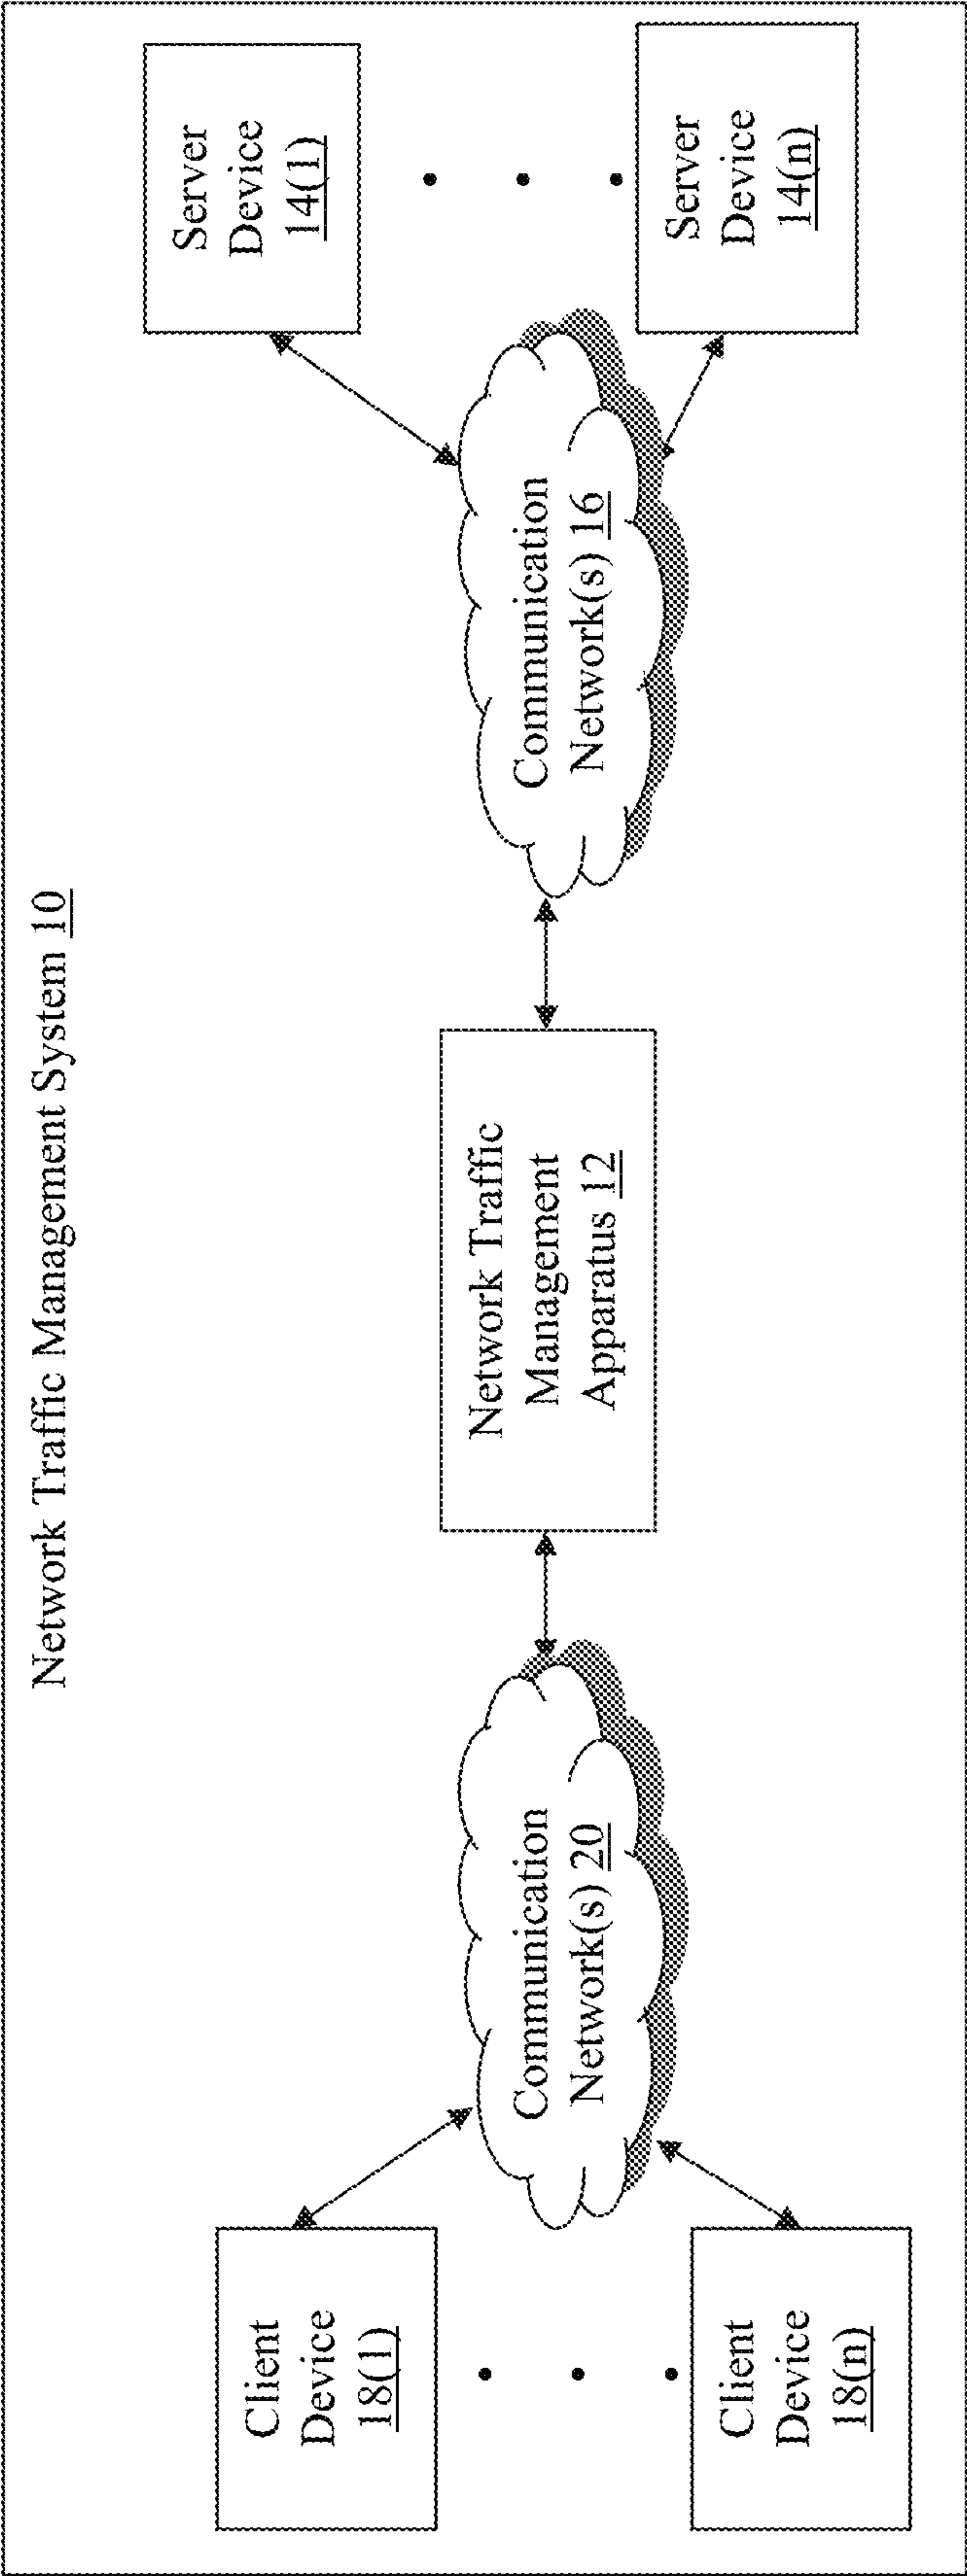 Network Traffic Management System 10
Client
Device
18(1)
Client
Device
18(n)
Communication
Network(s) 20
Network Traffic
Management
Apparatus 12
Communication
Network(s) 16
Server
Device
14(1)
Server
Device
14(n)